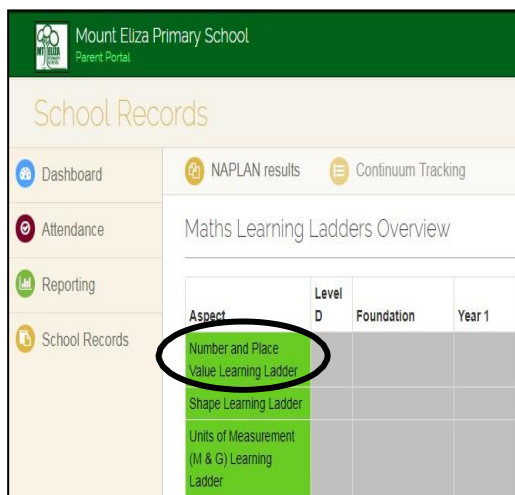 Mount Eliza Primary School
Parent Portal
School Records
Dashboard
Attendance
Reporting
School Records
NAPLAN results
Continuum Tracking
Maths Learning Ladders Overview
Aspect
Level
D
Foundation
Year 1
Number and Place
Value Learning Ladder
Shape Learning Ladder
Units of Measurement
(M & G) Learning
Ladder